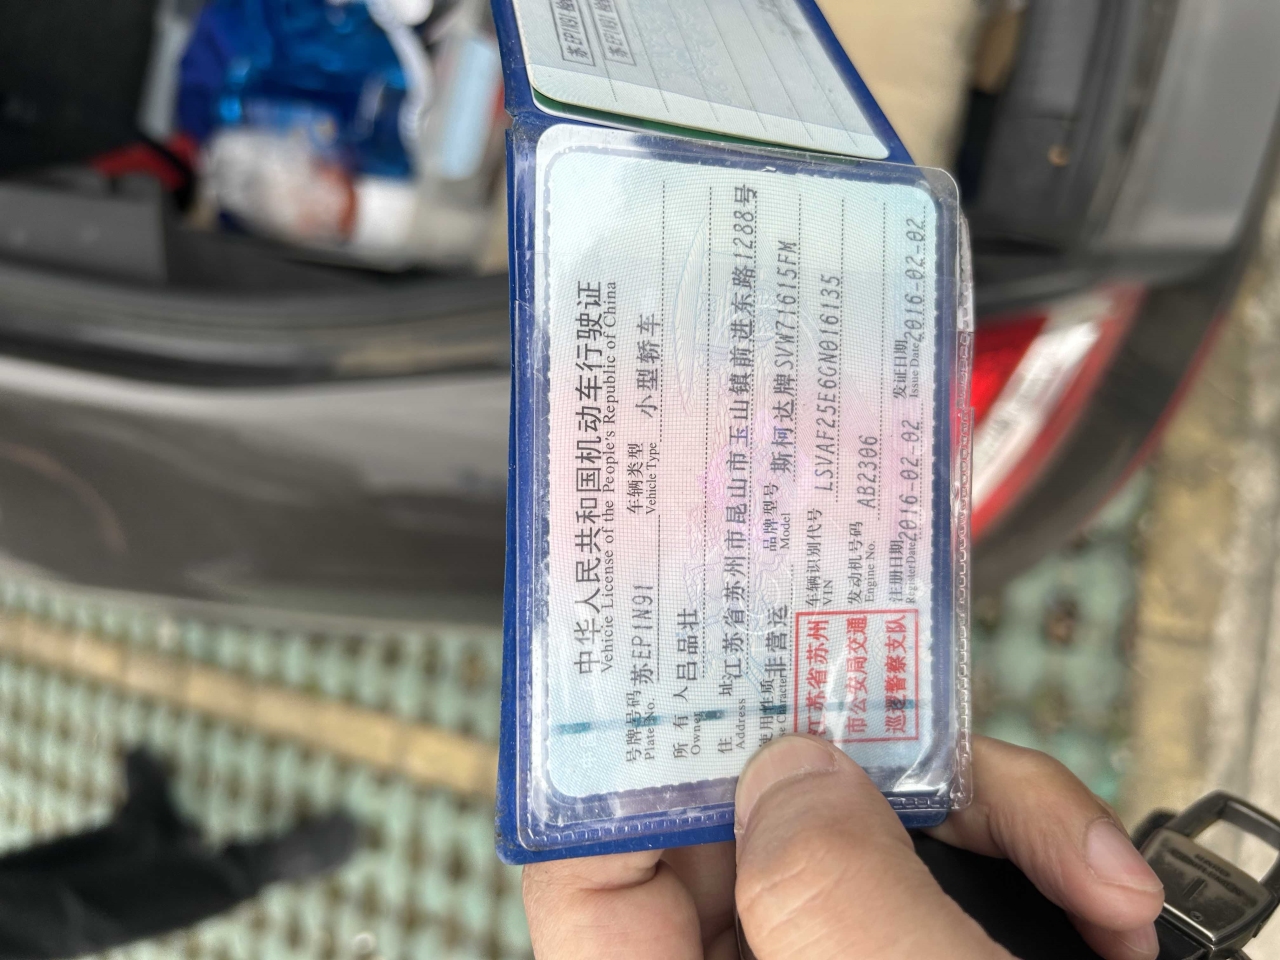 中华人民共和国机动车行驶证
Vehicle License of the People's Republic of China
号牌号码 苏EP1N91 车辆类型 小型轿车
Plate No. Vehicle Type
所有人 吕品壮
Owner
住址 江苏省苏州市昆山市玉山镇前进东路1288号
Address
使用性质 非营运 品牌型号 斯柯达牌SVW71615FM
Character Model
江苏省苏州
市公安局交通
巡逻警察支队
车辆识别代号 LSVAF25E6GN016135
VIN
发动机号码 AB2306
Engine No.
注册日期 2016-02-02 发证日期 2016-02-02
Register Date Issue Date